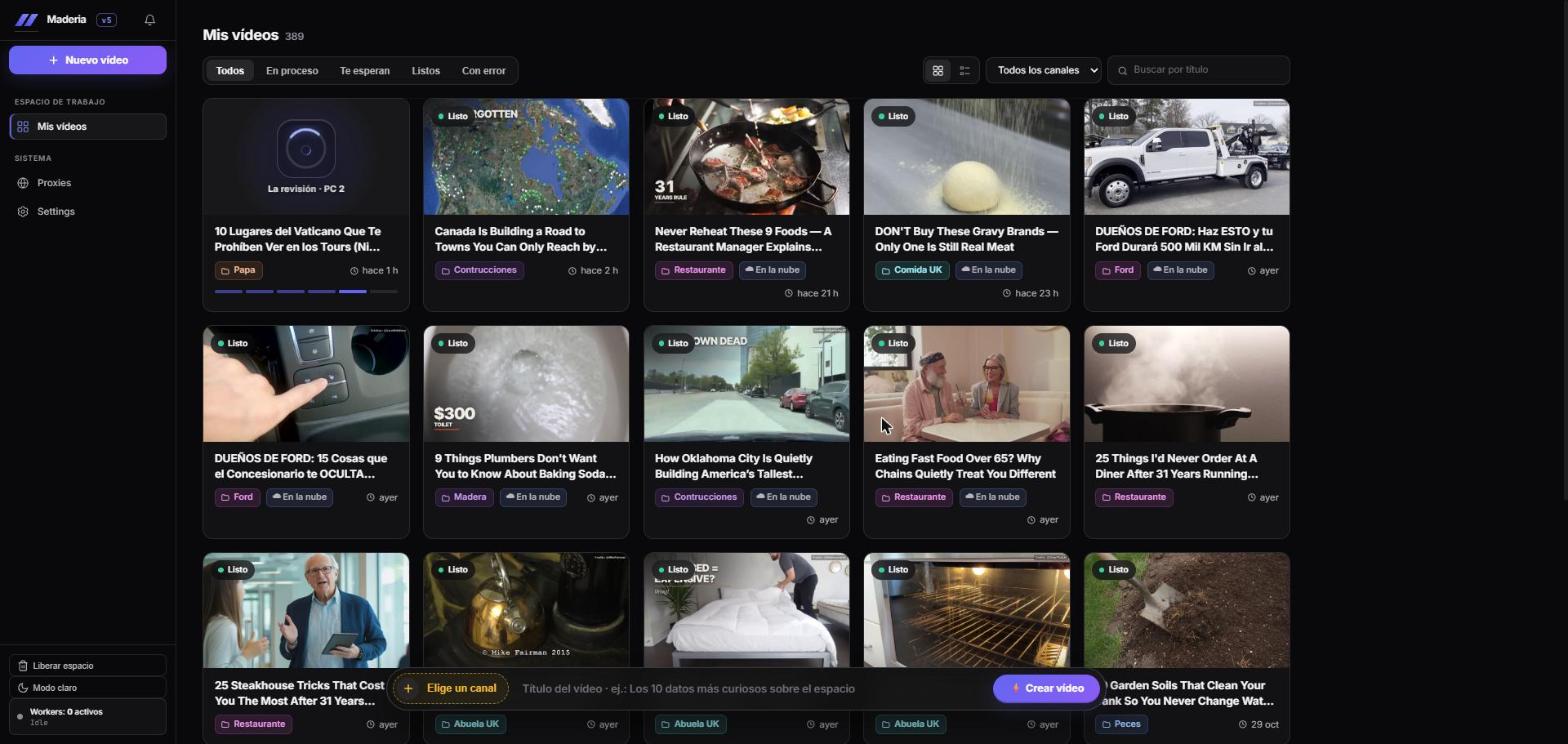 Maderia v5
Nuevo vídeo
ESPACIO DE TRABAJO
Mis vídeos
SISTEMA
Proxies
Settings
Liberar espacio
Modo claro
Workers: 0 activos
Idle
Mis vídeos 389
Todos En proceso Te esperan Listos Con error
Todos los canales
Buscar por título
La revisión · PC 2
10 Lugares del Vaticano Que Te
Prohíben Ver en los Tours (Ni...
Papa
hace 1 h
Listo
GOTTEN
Canada Is Building a Road to
Towns You Can Only Reach by...
Contrucciones
hace 2 h
Listo
31
YEARS RULE
Never Reheat These 9 Foods — A
Restaurant Manager Explains...
Restaurante En la nube
hace 21 h
Listo
DON'T Buy These Gravy Brands —
Only One Is Still Real Meat
Comida UK En la nube
hace 23 h
Listo
DUEÑOS DE FORD: Haz ESTO y tu
Ford Durará 500 Mil KM Sin Ir al...
Ford En la nube ayer
Listo
DUEÑOS DE FORD: 15 Cosas que
el Concesionario te OCULTA...
Ford En la nube ayer
Listo
$300
TOILET
9 Things Plumbers Don't Want
You to Know About Baking Soda...
Madera En la nube ayer
Listo
OWN DEAD
How Oklahoma City Is Quietly
Building America's Tallest...
Contrucciones En la nube
ayer
Listo
Eating Fast Food Over 65? Why
Chains Quietly Treat You Different
Restaurante En la nube
ayer
Listo
25 Things I'd Never Order At A
Diner After 31 Years Running...
Restaurante ayer
Listo
25 Steakhouse Tricks That Cost
You The Most After 31 Years...
Restaurante ayer
Listo
© Mike Fairman 2015
Abuela UK ayer
Listo
ED =
EXPENSIVE?
Abuela UK ayer
Listo
Abuela UK ayer
Listo
Garden Soils That Clean Your
Tank So You Never Change Wat...
Peces 29 oct
Elige un canal
Título del vídeo · ej.: Los 10 datos más curiosos sobre el espacio
Crear vídeo